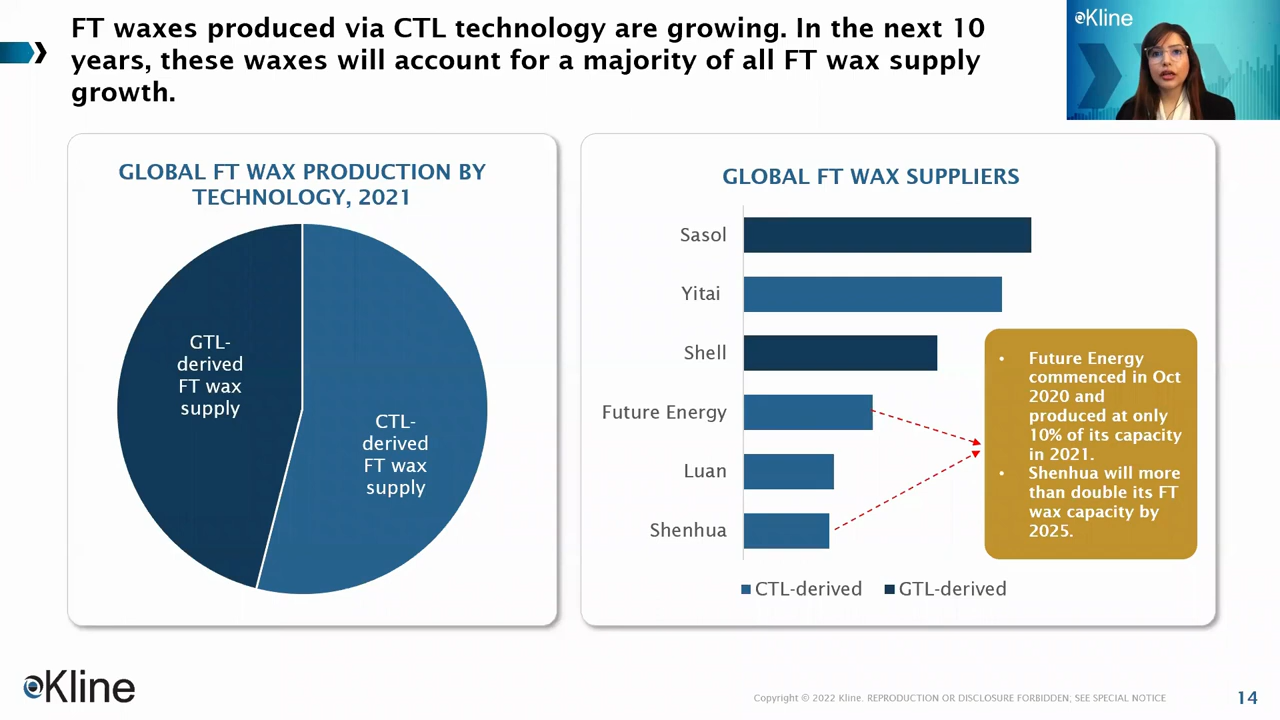 FT waxes produced via CTL technology are growing. In the next 10
years, these waxes will account for a majority of all FT wax supply
growth.
Kline
GLOBAL FT WAX PRODUCTION BY
TECHNOLOGY, 2021
GTL-
derived
FT wax
supply
CTL-
derived
FT wax
supply
GLOBAL FT WAX SUPPLIERS
Sasol
Yitai
Shell
Future Energy
Luan
Shenhua
• Future Energy
commenced in Oct
2020 and
produced at only
10% of its capacity
in 2021.
• Shenhua will more
than double its FT
wax capacity by
2025.
CTL-derived GTL-derived
Kline
Copyright © 2022 Kline. REPRODUCTION OR DISCLOSURE FORBIDDEN; SEE SPECIAL NOTICE
14